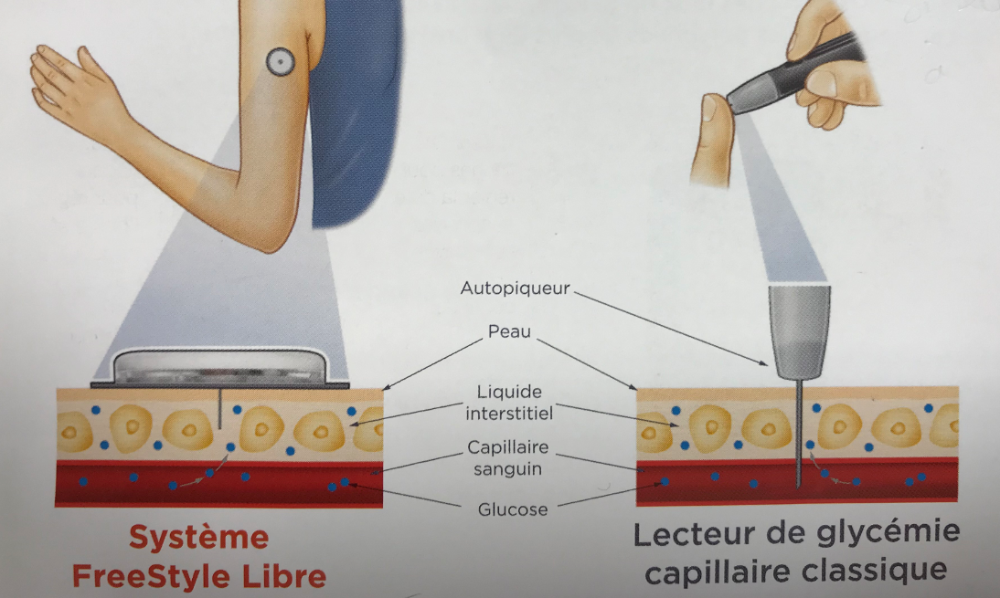 Autopiqueur
Peau
Liquide
interstitiel
Capillaire
sanguin
Glucose
Système
FreeStyle Libre
Lecteur de glycémie
capillaire classique